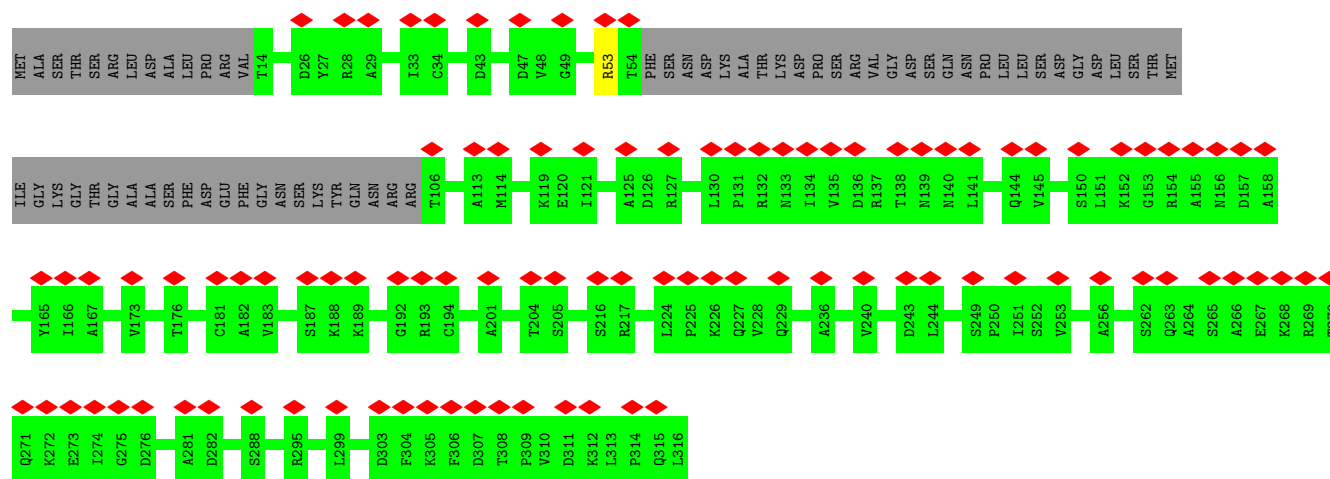 MET ALA SER THR SER ARG LEU ASP ALA LEU PRO ARG VAL T14 D26 Y27 R28 A29 I33 C34 D43 D47 V48 G49 R53 T54 PHE SER ASN ASP LYS ALA THR LYS ASP PRO SER ARG VAL GLY ASP SER GLN ASN PRO LEU LEU SER ASP GLY ASP LEU SER THR MET
ILE GLY LYS GLY THR GLY ALA ALA SER PHE ASP GLU PHE GLY ASN SER SER LYS TYR GLN ASN ARG ARG T106 A113 M114 K119 E120 I121 A125 D126 R127 L130 P131 R132 N133 I134 V135 D136 R137 T138 N139 N140 L141 Q144 V145 S150 L151 K152 G153 R154 A155 N156 D157 A158
Y165 I166 A167 V173 T176 C181 A182 V183 S187 K188 K189 G192 R193 C194 A201 T204 S205 S216 R217 L224 P225 K226 Q227 V228 Q229 A236 V240 D243 L244 S249 P250 I251 S252 V253 A256 S262 Q263 A264 S265 A266 E267 K268 R269
Q271 K272 E273 I274 G275 D276 A281 D282 S288 R295 L299 D303 F304 K305 F306 D307 T308 P309 V310 D311 K312 L313 P314 Q315 L316